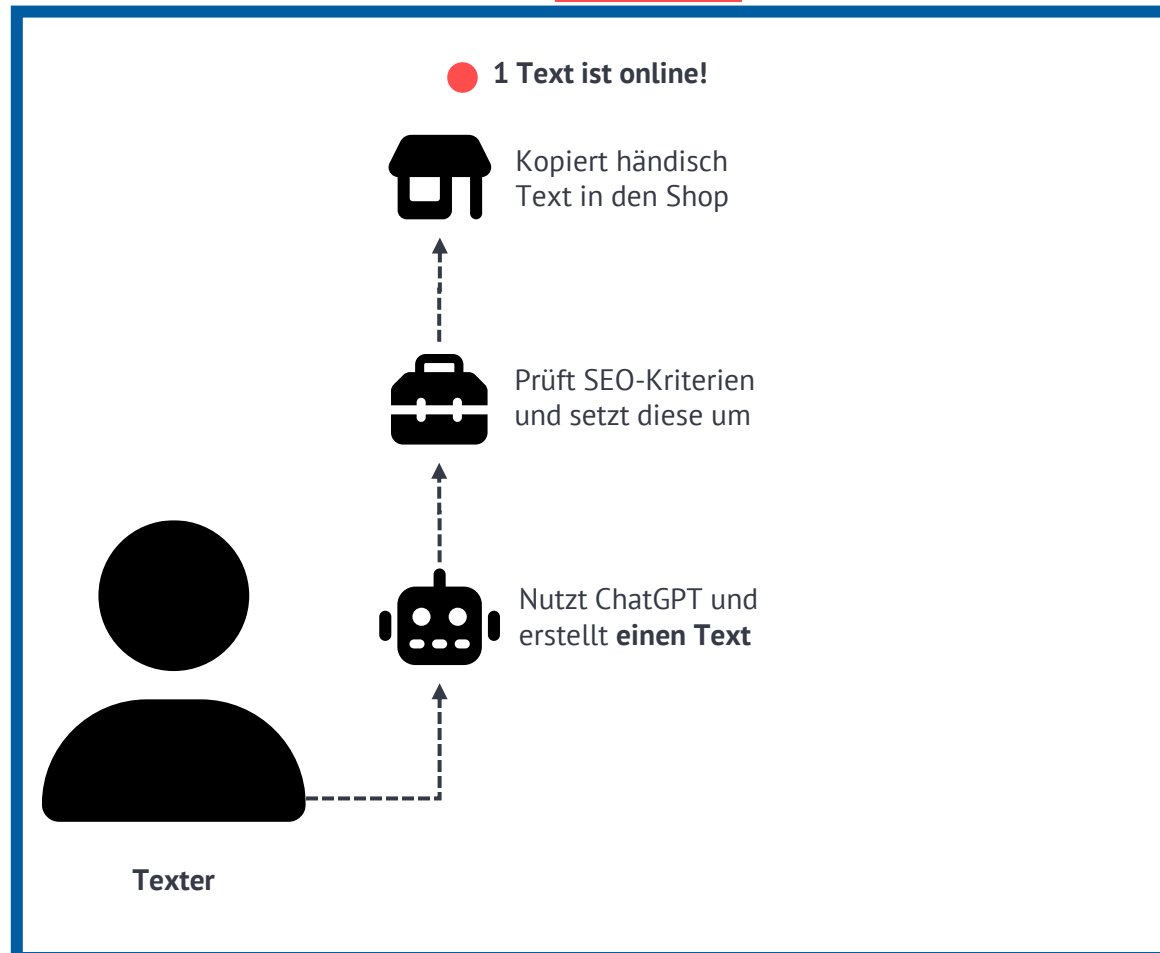 1 Text ist online!
Kopiert händisch
Text in den Shop
Prüft SEO-Kriterien
und setzt diese um
Nutzt ChatGPT und
erstellt einen Text
Texter